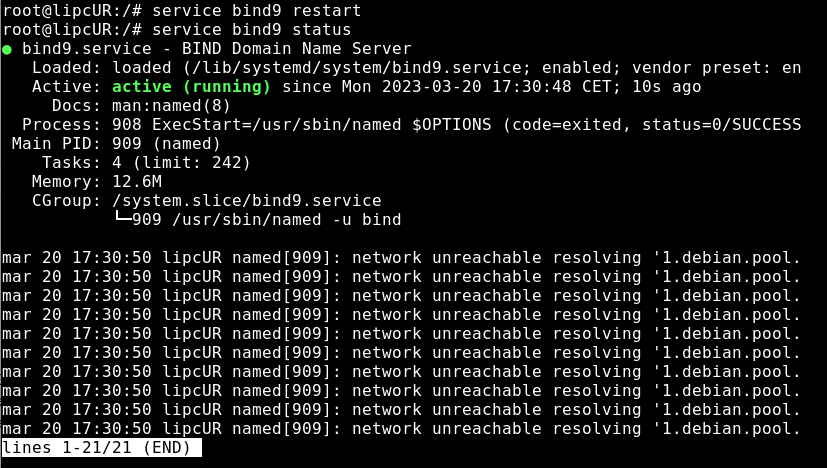 root@lipcUR:/# service bind9 restart
root@lipcUR:/# service bind9 status
● bind9.service - BIND Domain Name Server
   Loaded: loaded (/lib/systemd/system/bind9.service; enabled; vendor preset: en
   Active: active (running) since Mon 2023-03-20 17:30:48 CET; 10s ago
     Docs: man:named(8)
  Process: 908 ExecStart=/usr/sbin/named $OPTIONS (code=exited, status=0/SUCCESS
 Main PID: 909 (named)
    Tasks: 4 (limit: 242)
   Memory: 12.6M
   CGroup: /system.slice/bind9.service
           └─909 /usr/sbin/named -u bind

mar 20 17:30:50 lipcUR named[909]: network unreachable resolving '1.debian.pool.
mar 20 17:30:50 lipcUR named[909]: network unreachable resolving '1.debian.pool.
mar 20 17:30:50 lipcUR named[909]: network unreachable resolving '1.debian.pool.
mar 20 17:30:50 lipcUR named[909]: network unreachable resolving '1.debian.pool.
mar 20 17:30:50 lipcUR named[909]: network unreachable resolving '1.debian.pool.
mar 20 17:30:50 lipcUR named[909]: network unreachable resolving '1.debian.pool.
mar 20 17:30:50 lipcUR named[909]: network unreachable resolving '1.debian.pool.
mar 20 17:30:50 lipcUR named[909]: network unreachable resolving '1.debian.pool.
mar 20 17:30:50 lipcUR named[909]: network unreachable resolving '1.debian.pool.
mar 20 17:30:50 lipcUR named[909]: network unreachable resolving '1.debian.pool.
lines 1-21/21 (END)